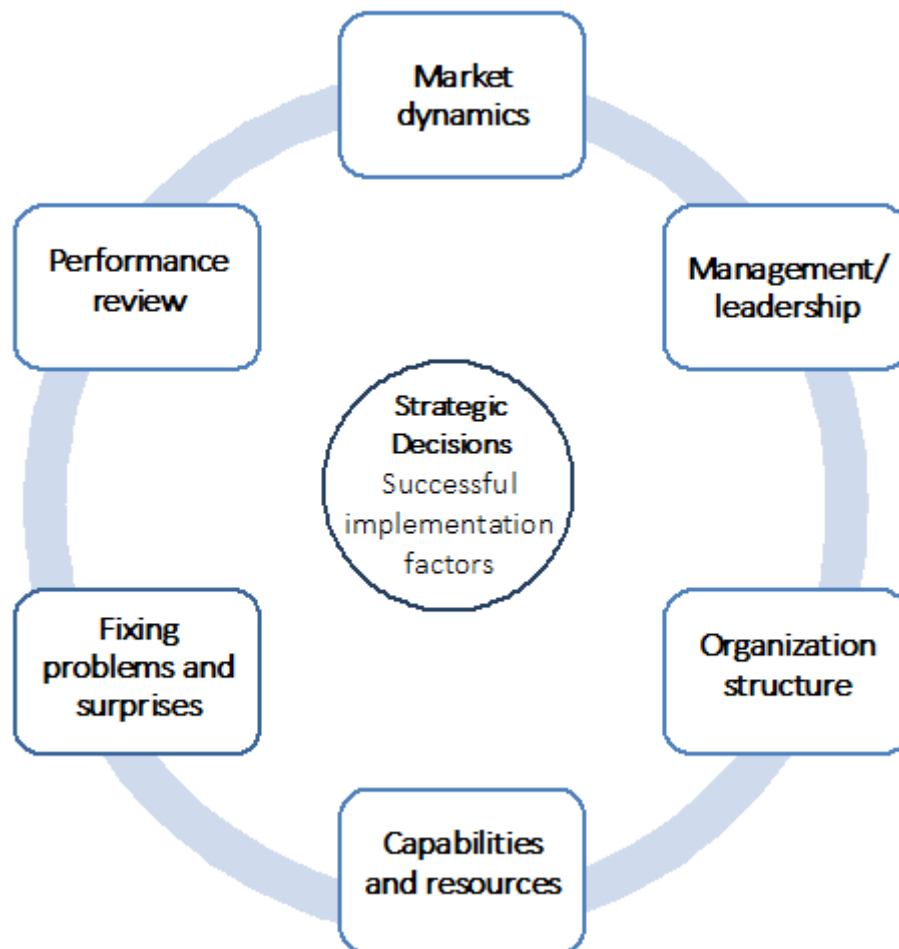 Market
dynamics
Management/
leadership
Organization
structure
Capabilities
and resources
Fixing
problems and
surprises
Performance
review
Strategic
Decisions
Successful
implementation
factors